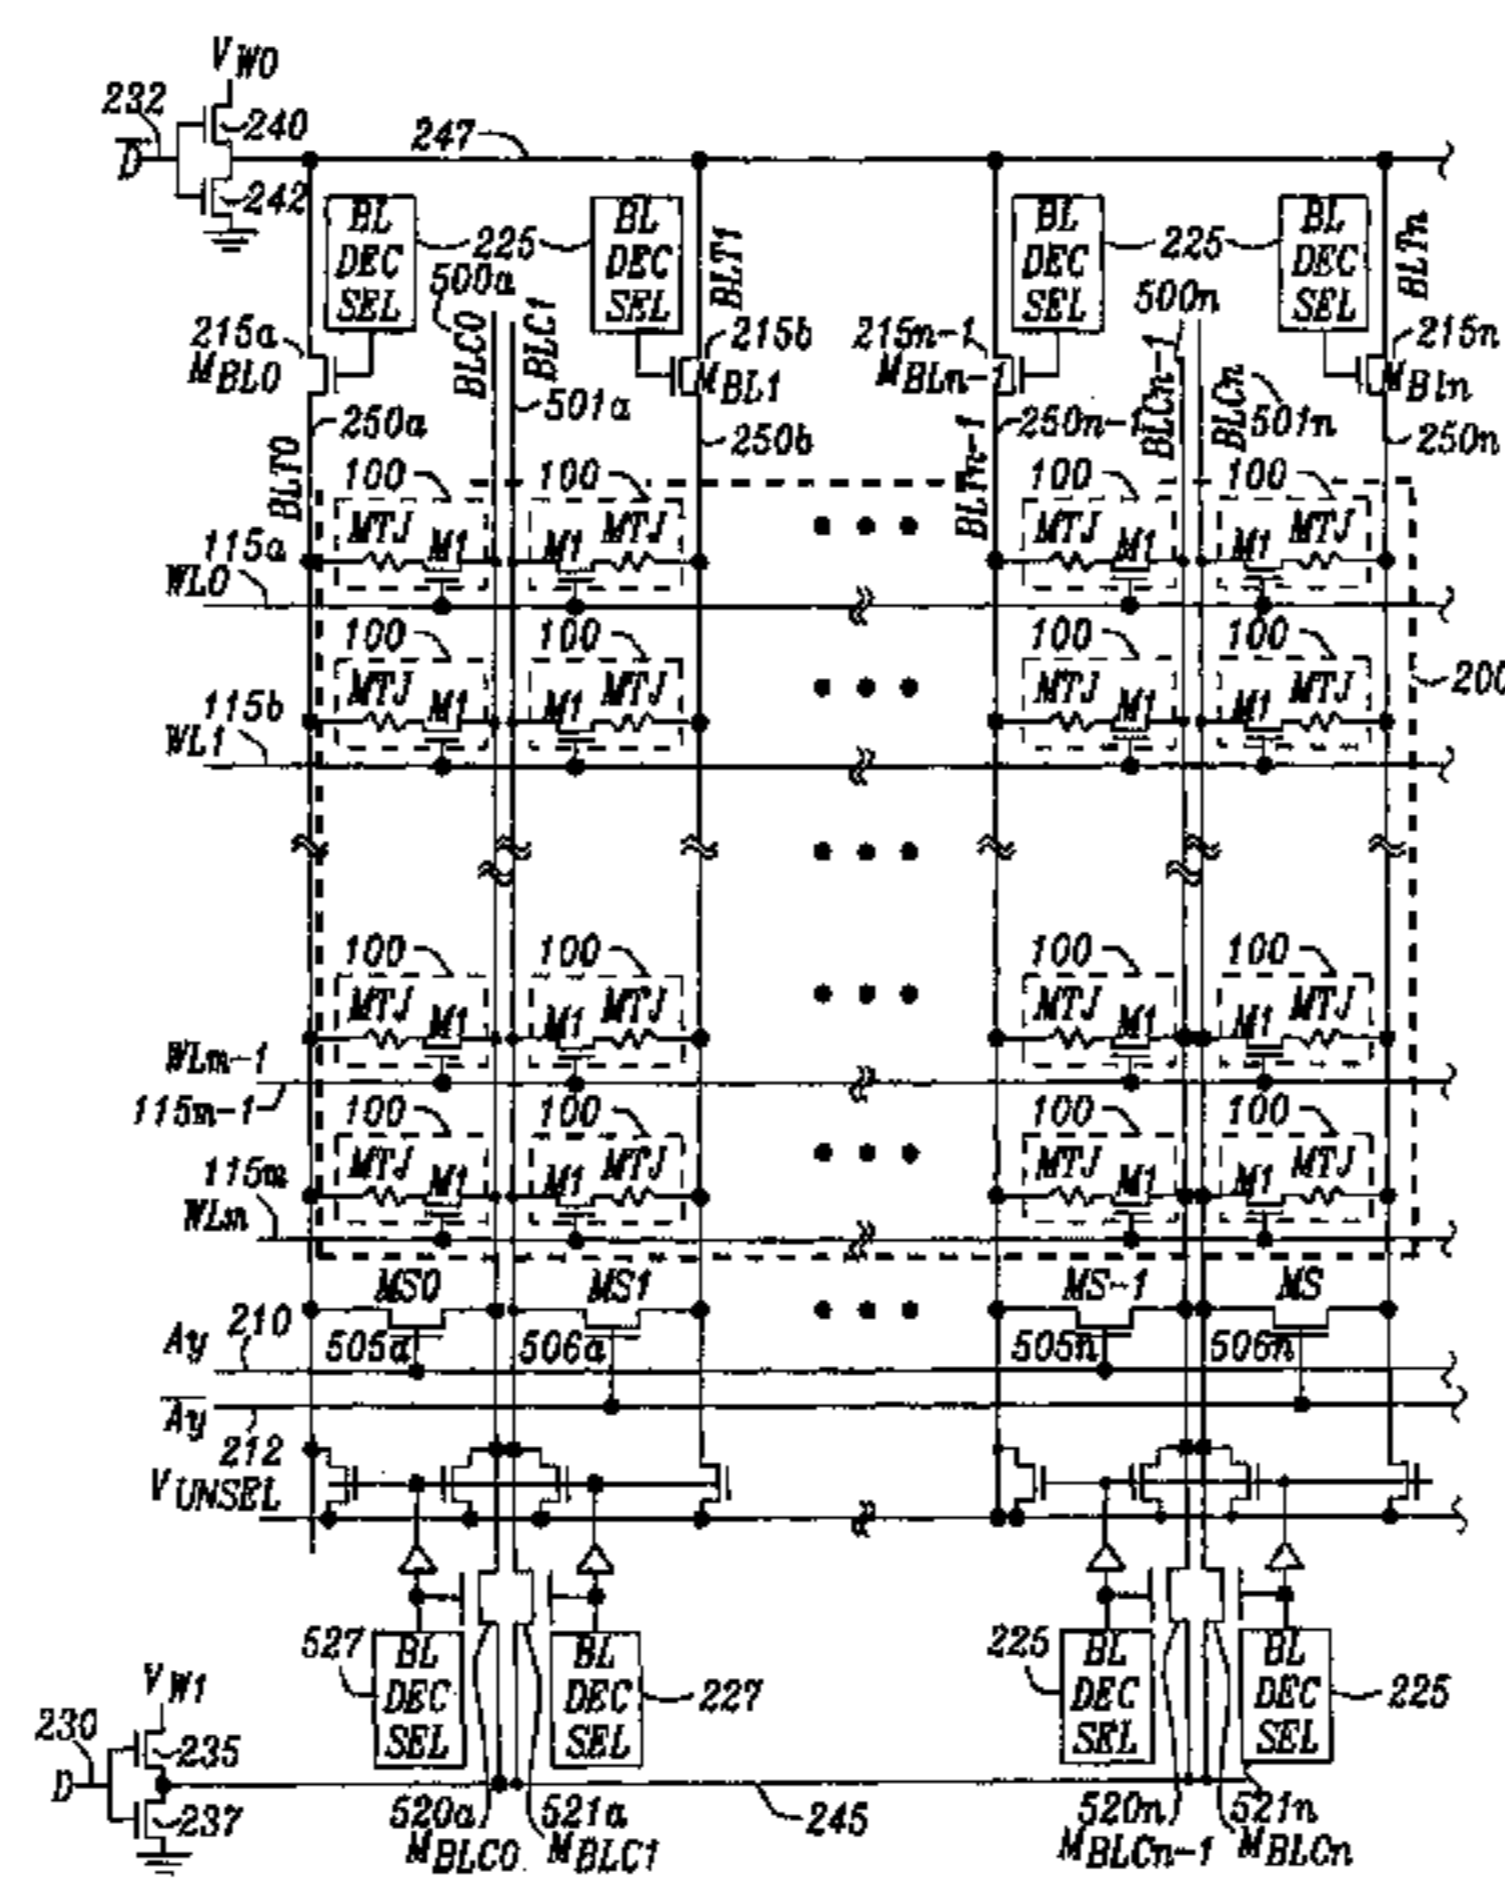 V W0
232
240
247
D
242
BL DEC SEL
225
BL DEC SEL
BL DEC SEL
225
BL DEC SEL
500a
BLC0
BLC1
BLT1
500n
BLTn
215a
MBL0
215b
MBL1
215n-1
MBLn-1
215n
MBln
BLCn-1
BLCn
501a
501n
250a
250b
250n-1
250n
BLT0
BLTn-1
100 100 100 100
MTJ M1 M1 MTJ MTJ M1 M1 MTJ
115a
WL0
100 100 100 100
MTJ M1 M1 MTJ MTJ M1 M1 MTJ
200
115b
WL1
100 100 100 100
MTJ M1 M1 MTJ MTJ M1 M1 MTJ
WLm-1
115m-1
100 100 100 100
MTJ M1 M1 MTJ MTJ M1 M1 MTJ
115m
WLm
MS0 MS1 MS-1 MS
Ay 210
505a 506a 505n 506n
Ay
212
VUNSEL
527
BL DEC SEL
BL DEC SEL
227
225
BL DEC SEL
BL DEC SEL
225
V W1
230
235
D
237
520a
521a
245
520n
521n
MBLC0
MBLC1
MBLCn-1
MBLCn